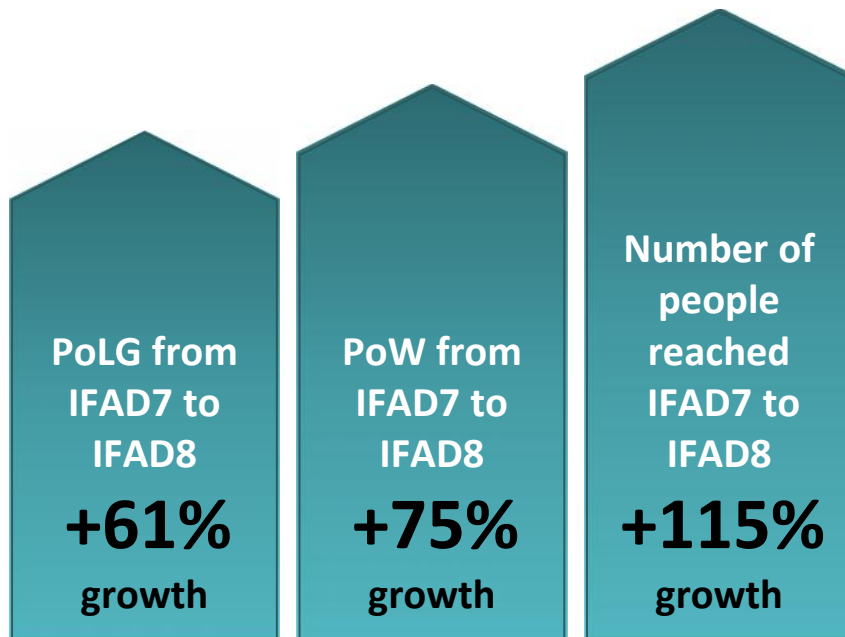 PoLG from
IFAD7 to
IFAD8
+61%
growth
PoW from
IFAD7 to
IFAD8
+75%
growth
Number of
people
reached
IFAD7 to
IFAD8
+115%
growth